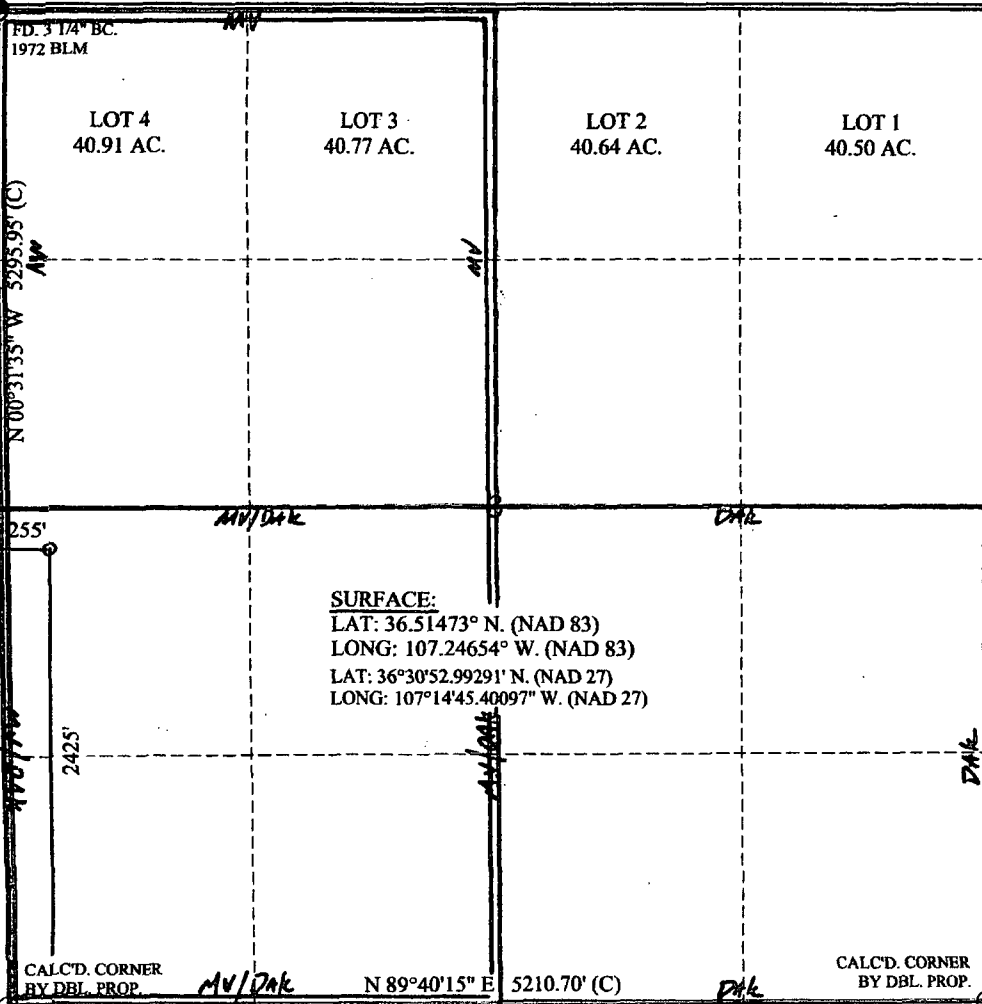 MV
FD. 3 1/4" BC.
1972 BLM
LOT 4
40.91 AC.
LOT 3
40.77 AC.
LOT 2
40.64 AC.
LOT 1
40.50 AC.
N 00°31'35" W 5295.95' (C)
MV
MV
MV/DAK
DAK
255'
SURFACE:
LAT: 36.51473° N. (NAD 83)
LONG: 107.24654° W. (NAD 83)
LAT: 36°30'52.99291' N. (NAD 27)
LONG: 107°14'45.40097" W. (NAD 27)
2425'
MV/DAK
DAK
CALC'D. CORNER
BY DBL. PROP.
MV/DAK
N 89°40'15" E 5210.70' (C)
DAK
CALC'D. CORNER
BY DBL. PROP.